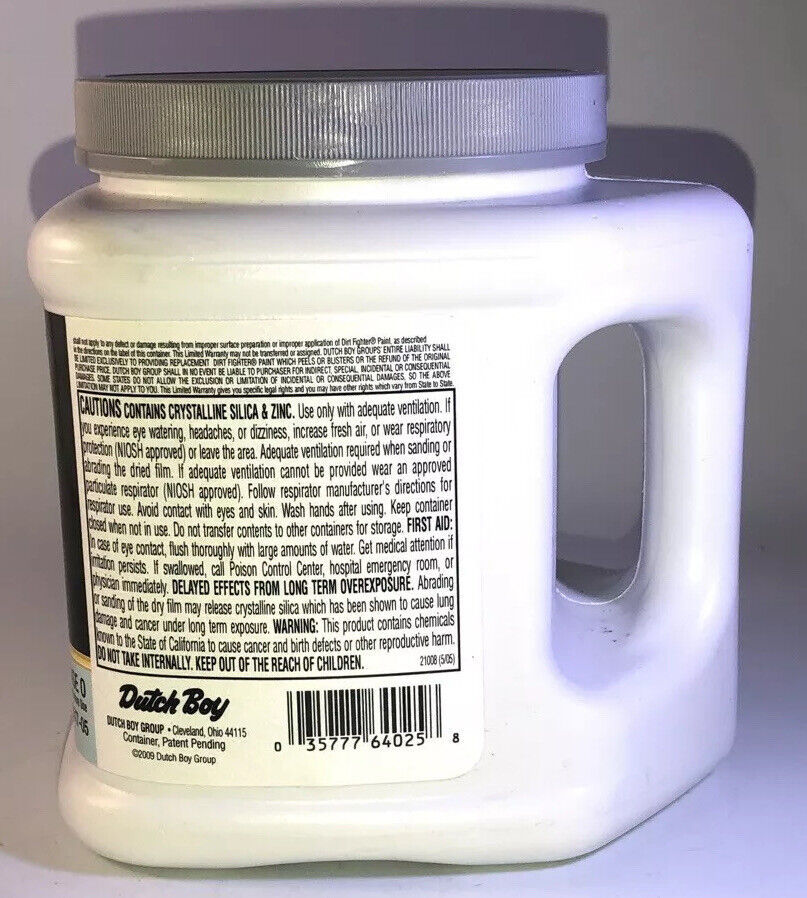 shall not apply to any defect or damage resulting from improper surface preparation or improper application of Dirt Fighter® Paint, as described
in the directions on the label of this container. This Limited Warranty may not be transferred or assigned. DUTCH BOY GROUPS' ENTIRE LIABILITY SHALL
BE LIMITED EXCLUSIVELY TO PROVIDING REPLACEMENT DIRT FIGHTER® PAINT WHICH PEELS OR BLISTERS OR THE REFUND OF THE ORIGINAL
PURCHASE PRICE. DUTCH BOY GROUP SHALL IN NO EVENT BE LIABLE TO PURCHASER FOR INDIRECT, SPECIAL, INCIDENTAL OR CONSEQUENTIAL
DAMAGES. SOME STATES DO NOT ALLOW THE EXCLUSION OR LIMITATION OF INCIDENTAL OR CONSEQUENTIAL DAMAGES, SO THE ABOVE
LIMITATION MAY NOT APPLY TO YOU. This Limited Warranty gives you specific legal rights and you may have other rights which vary from State to State.
CAUTIONS CONTAINS CRYSTALLINE SILICA & ZINC. Use only with adequate ventilation. If
you experience eye watering, headaches, or dizziness, increase fresh air, or wear respiratory
protection (NIOSH approved) or leave the area. Adequate ventilation required when sanding or
abrading the dried film. If adequate ventilation cannot be provided wear an approved
particulate respirator (NIOSH approved). Follow respirator manufacturer's directions for
respirator use. Avoid contact with eyes and skin. Wash hands after using. Keep container
closed when not in use. Do not transfer contents to other containers for storage. FIRST AID:
In case of eye contact, flush thoroughly with large amounts of water. Get medical attention if
irritation persists. If swallowed, call Poison Control Center, hospital emergency room, or
physician immediately. DELAYED EFFECTS FROM LONG TERM OVEREXPOSURE. Abrading
or sanding of the dry film may release crystalline silica which has been shown to cause lung
damage and cancer under long term exposure. WARNING: This product contains chemicals
known to the State of California to cause cancer and birth defects or other reproductive harm.
DO NOT TAKE INTERNALLY. KEEP OUT OF THE REACH OF CHILDREN. 21008 (5/05)
Dutch Boy
DUTCH BOY GROUP • Cleveland, Ohio 44115
Container, Patent Pending
©2009 Dutch Boy Group
0 35777 64025 8